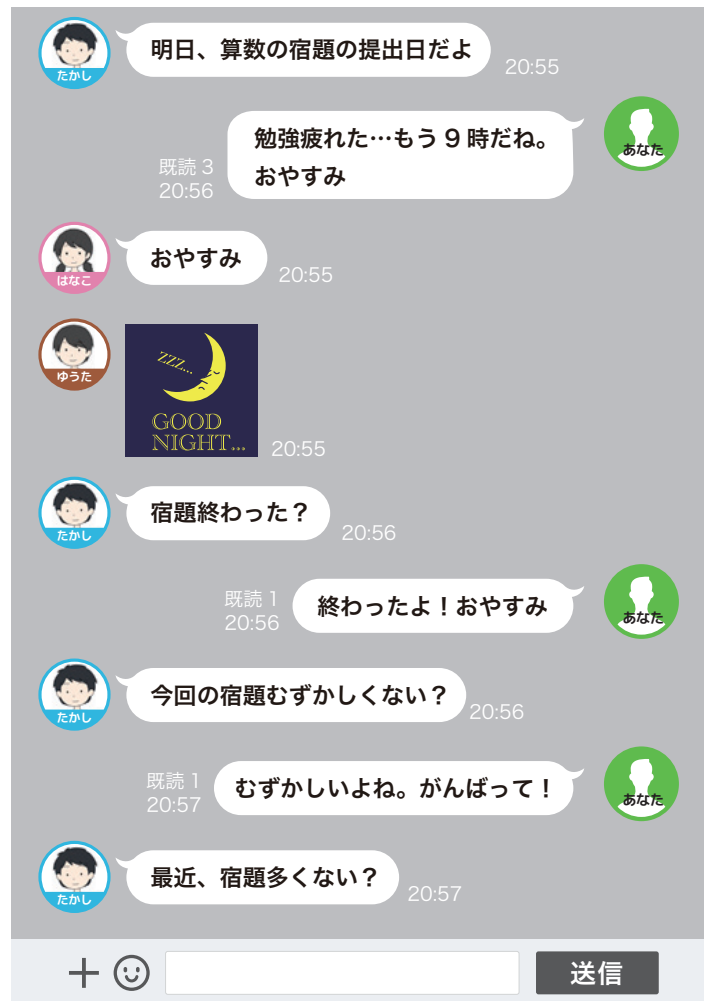 明日、算数の宿題の提出日だよ
20:55
たかし
勉強疲れた…もう9時だね。
おやすみ
既読 3
20:56
あなた
おやすみ
20:55
はなこ
ZZZ...
GOOD
NIGHT...
20:55
ゆうた
宿題終わった？
20:56
たかし
既読 1
20:56
終わったよ！おやすみ
あなた
今回の宿題むずかしくない？
20:56
たかし
既読 1
20:57
むずかしいよね。がんばって！
あなた
最近、宿題多くない？
20:57
たかし
送信